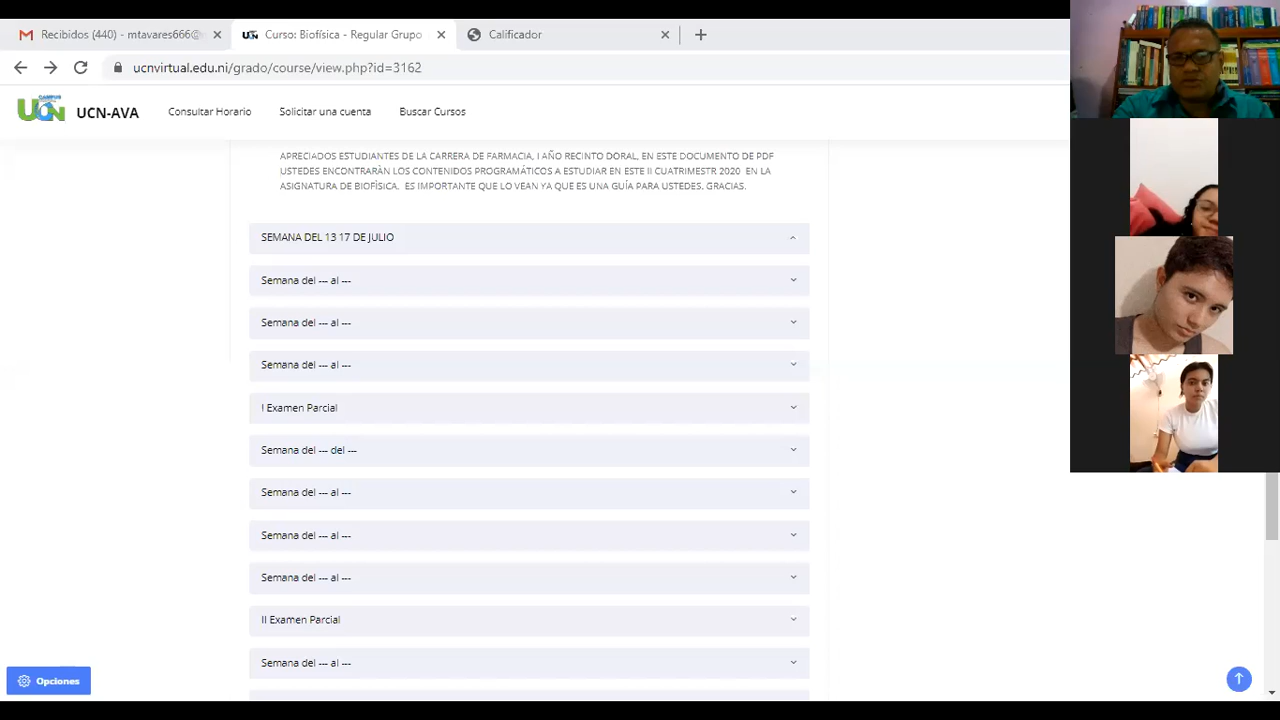 Recibidos (440) - mtavares666@
Curso: Biofísica - Regular Grupo
Calificador
ucnvirtual.edu.ni/grado/course/view.php?id=3162
CAMPUS
UCN
UCN-AVA
Consultar Horario
Solicitar una cuenta
Buscar Cursos
APRECIADOS ESTUDIANTES DE LA CARRERA DE FARMACIA, I AÑO RECINTO DORAL, EN ESTE DOCUMENTO DE PDF
USTEDES ENCONTRARÁN LOS CONTENIDOS PROGRAMÁTICOS A ESTUDIAR EN ESTE II CUATRIMESTR 2020 EN LA
ASIGNATURA DE BIOFÍSICA. ES IMPORTANTE QUE LO VEAN YA QUE ES UNA GUÍA PARA USTEDES, GRACIAS.
SEMANA DEL 13 17 DE JULIO
Semana del --- al ---
Semana del --- al ---
Semana del --- al ---
I Examen Parcial
Semana del --- del ---
Semana del --- al ---
Semana del --- al ---
Semana del --- al ---
II Examen Parcial
Semana del --- al ---
Opciones